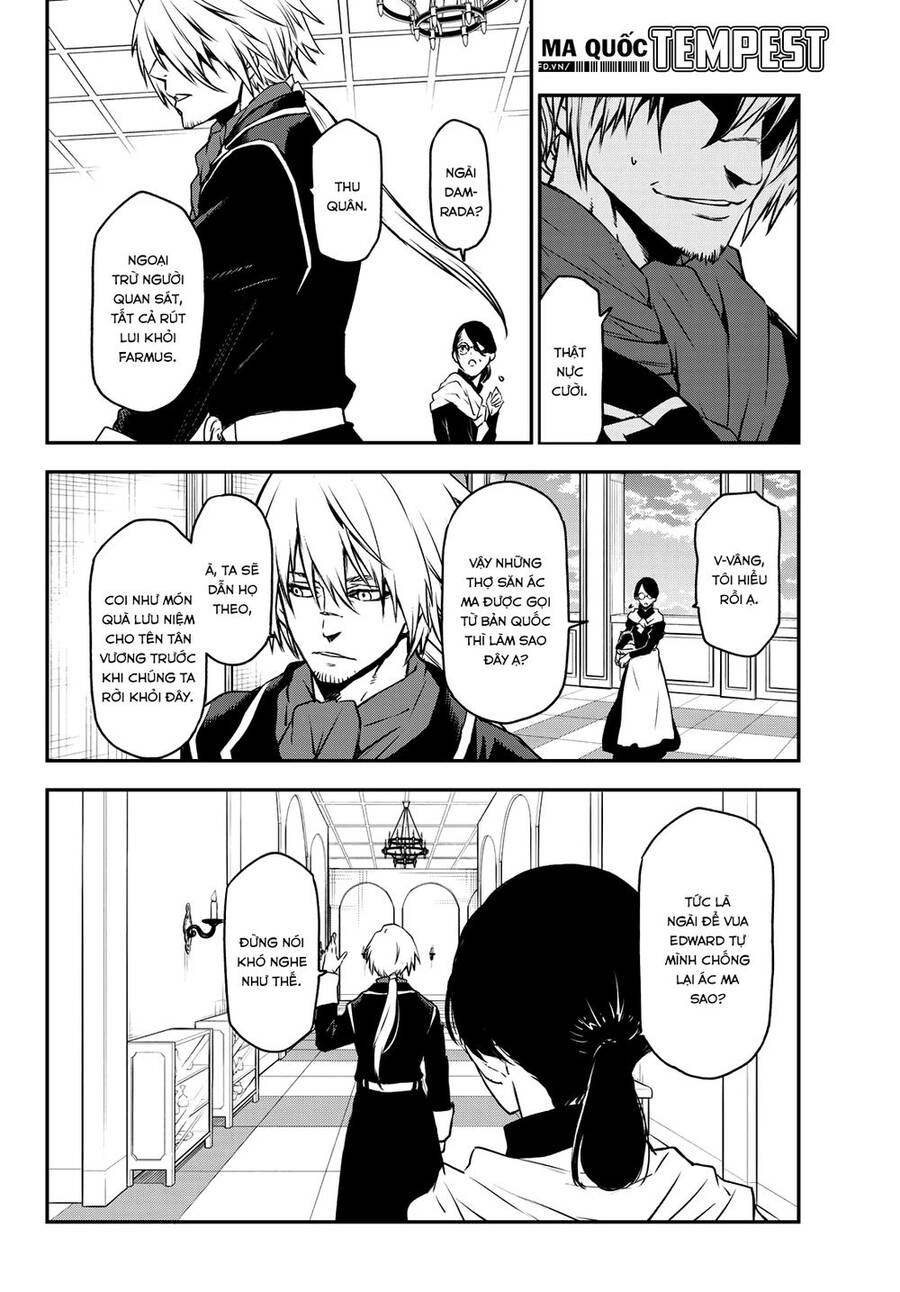 MA QUỐC TEMPEST
FD.VN/
THẬT
NỰC
CƯỜI.
NGÀI
DAM-
RADA?
THU
QUÂN.
NGOẠI
TRỪ NGƯỜI
QUAN SÁT,
TẤT CẢ RÚT
LUI KHỎI
FARMUS.
V-VÂNG,
TÔI HIỂU
RỒI Ạ.
VẬY NHỮNG
THỢ SĂN ÁC
MA ĐƯỢC GỌI
TỪ BẢN QUỐC
THÌ LÀM SAO
ĐÂY Ạ?
À, TA SẼ
DẪN HỌ
THEO,
COI NHƯ MÓN
QUÀ LƯU NIỆM
CHO TÊN TÂN
VƯƠNG TRƯỚC
KHI CHÚNG TA
RỜI KHỎI ĐÂY.
TỨC LÀ
NGÀI ĐỂ VUA
EDWARD TỰ
MÌNH CHỐNG
LẠI ÁC MA
SAO?
ĐỪNG NÓI
KHÓ NGHE
NHƯ THẾ.